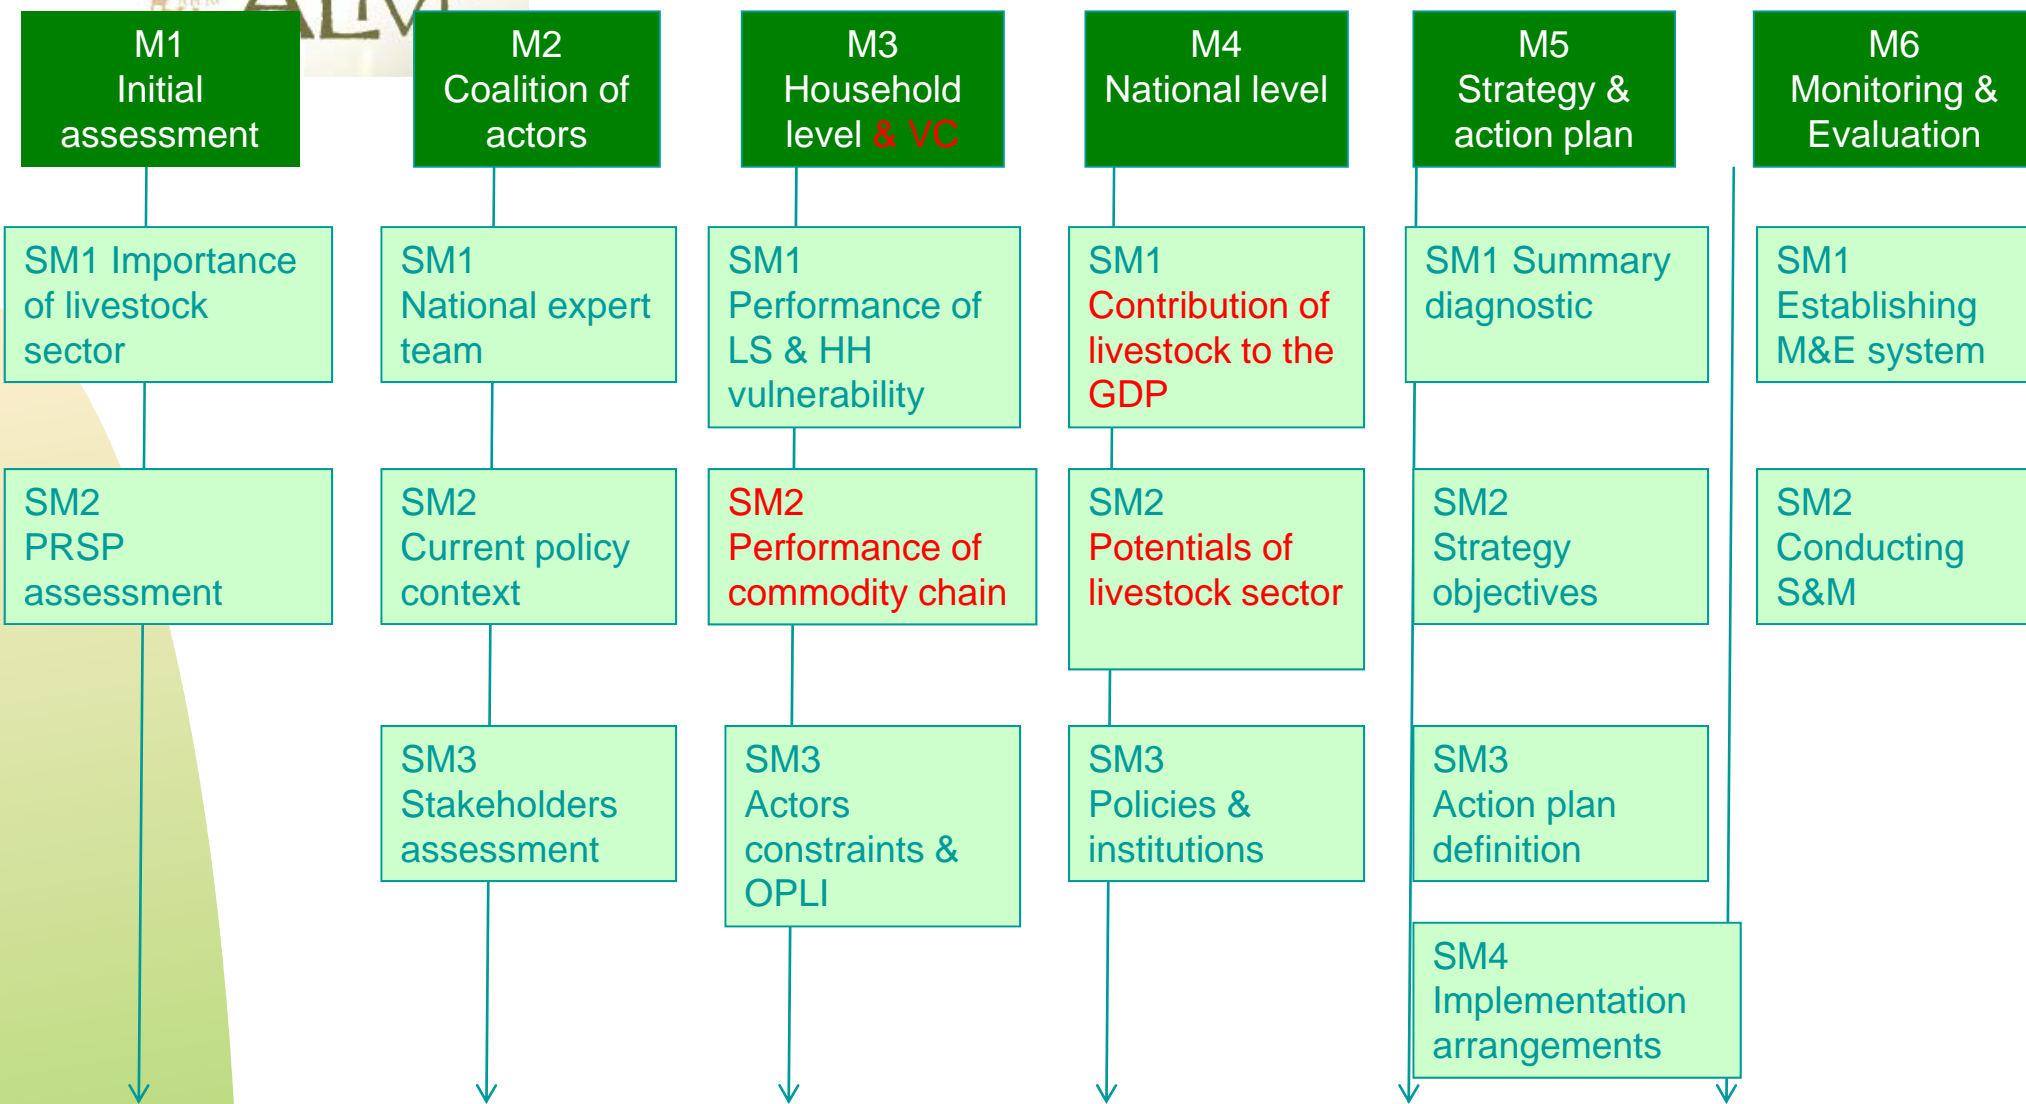 ALiM
M1
Initial
assessment
M2
Coalition of
actors
M3
Household
level & VC
M4
National level
M5
Strategy &
action plan
M6
Monitoring &
Evaluation
SM1 Importance
of livestock
sector
SM2
PRSP
assessment
SM1
National expert
team
SM2
Current policy
context
SM3
Stakeholders
assessment
SM1
Performance of
LS & HH
vulnerability
SM2
Performance of
commodity chain
SM3
Actors
constraints &
OPLI
SM1
Contribution of
livestock to the
GDP
SM2
Potentials of
livestock sector
SM3
Policies &
institutions
SM1 Summary
diagnostic
SM2
Strategy
objectives
SM3
Action plan
definition
SM4
Implementation
arrangements
SM1
Establishing
M&E system
SM2
Conducting
S&M